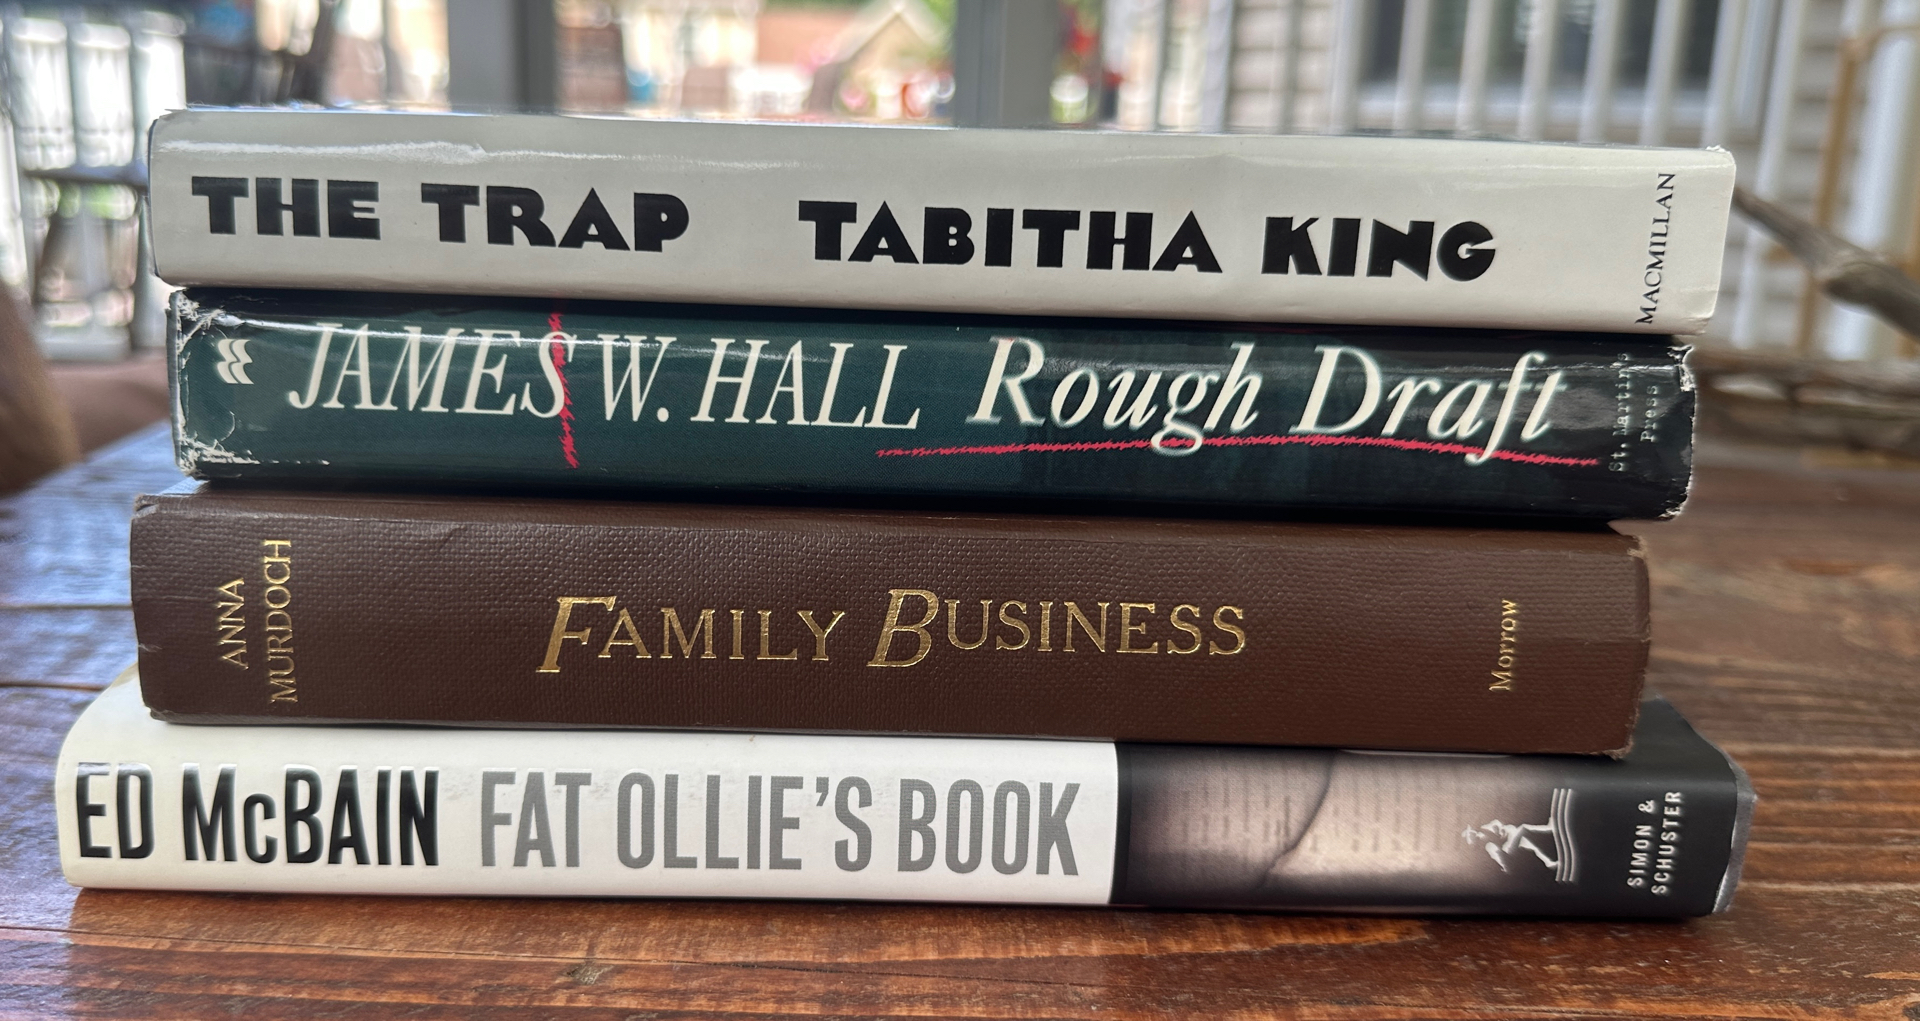 THE TRAP TABITHA KING MACMILLAN
JAMES W. HALL Rough Draft St. Martin's
Press
ANNA
MURDOCH
FAMILY BUSINESS Morrow
ED McBAIN FAT OLLIE'S BOOK SIMON &
SCHUSTER